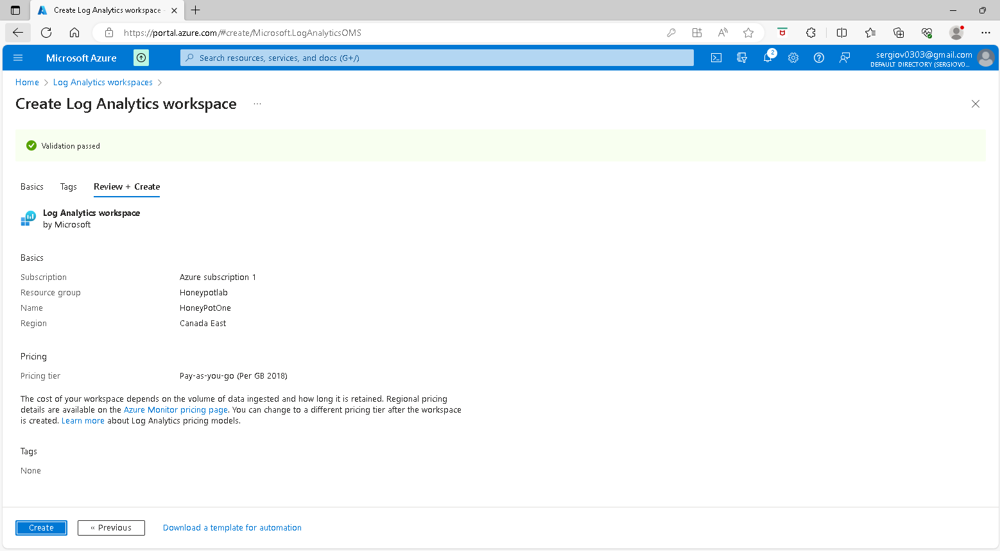 Create Log Analytics workspace -
https://portal.azure.com/#create/Microsoft.LogAnalyticsOMS
Microsoft Azure
Search resources, services, and docs (G+/)
2
sergiov0303@gmail.com
DEFAULT DIRECTORY (SERGIOV0...
Home > Log Analytics workspaces >
Create Log Analytics workspace ...
Validation passed
Basics Tags Review + Create
Log Analytics workspace
by Microsoft
Basics
Subscription Azure subscription 1
Resource group Honeypotlab
Name HoneyPotOne
Region Canada East
Pricing
Pricing tier Pay-as-you-go (Per GB 2018)
The cost of your workspace depends on the volume of data ingested and how long it is retained. Regional pricing
details are available on the Azure Monitor pricing page. You can change to a different pricing tier after the workspace
is created. Learn more about Log Analytics pricing models.
Tags
None
Create « Previous Download a template for automation